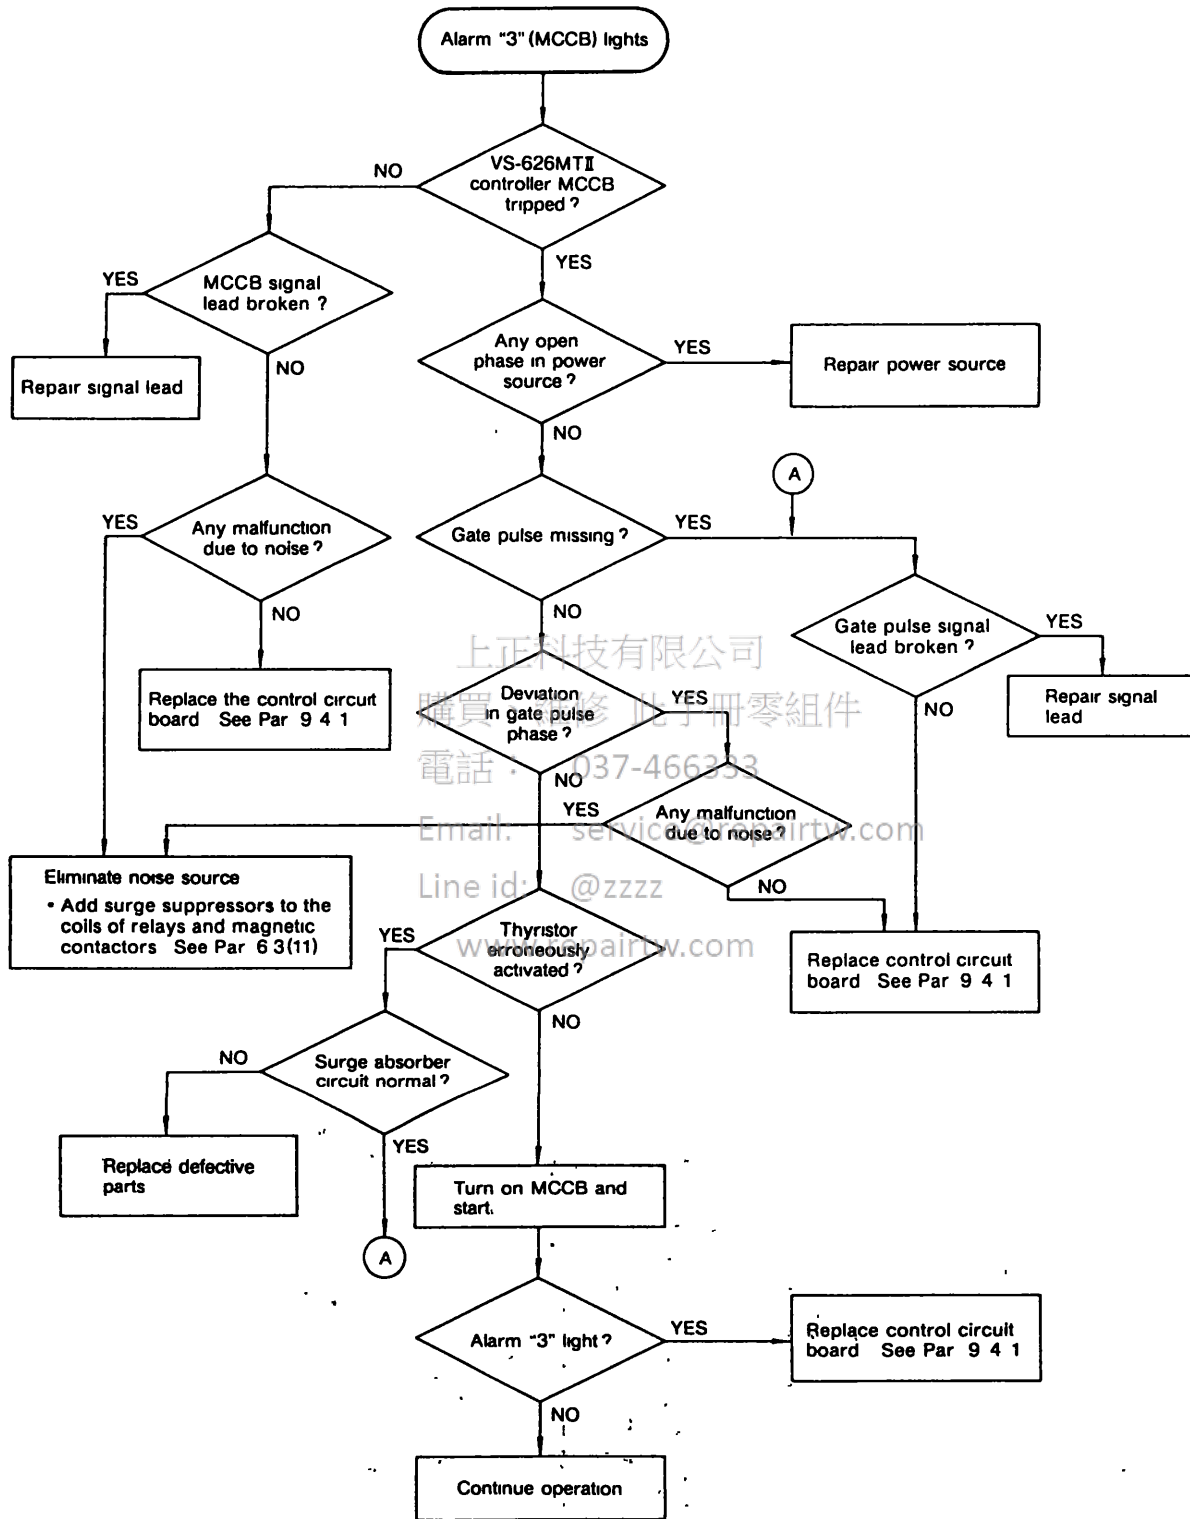 Alarm "3" (MCCB) lights
VS-626MTⅡ
controller MCCB
tripped?
NO
YES
MCCB signal
lead broken?
YES
NO
Repair signal lead
Any open
phase in power
source?
YES
NO
Repair power source
A
Any malfunction
due to noise?
YES
NO
Gate pulse missing?
YES
NO
Gate pulse signal
lead broken?
YES
NO
Repair signal
lead
Replace the control circuit
board See Par 9 4 1
上正科技有限公司
購買、維修 此手冊零組件
電話： 037-466333
Email: service@repairtw.com
Line id: @zzzz
www.repairtw.com
Deviation
in gate pulse
phase?
YES
NO
Any malfunction
due to noise?
YES
NO
Eliminate noise source
• Add surge suppressors to the
coils of relays and magnetic
contactors See Par 6 3(11)
Thyristor
erroneously
activated?
YES
NO
Replace control circuit
board See Par 9 4 1
Surge absorber
circuit normal?
NO
YES
Replace defective
parts
A
Turn on MCCB and
start.
Alarm "3" light?
YES
NO
Replace control circuit
board See Par 9 4 1
Continue operation